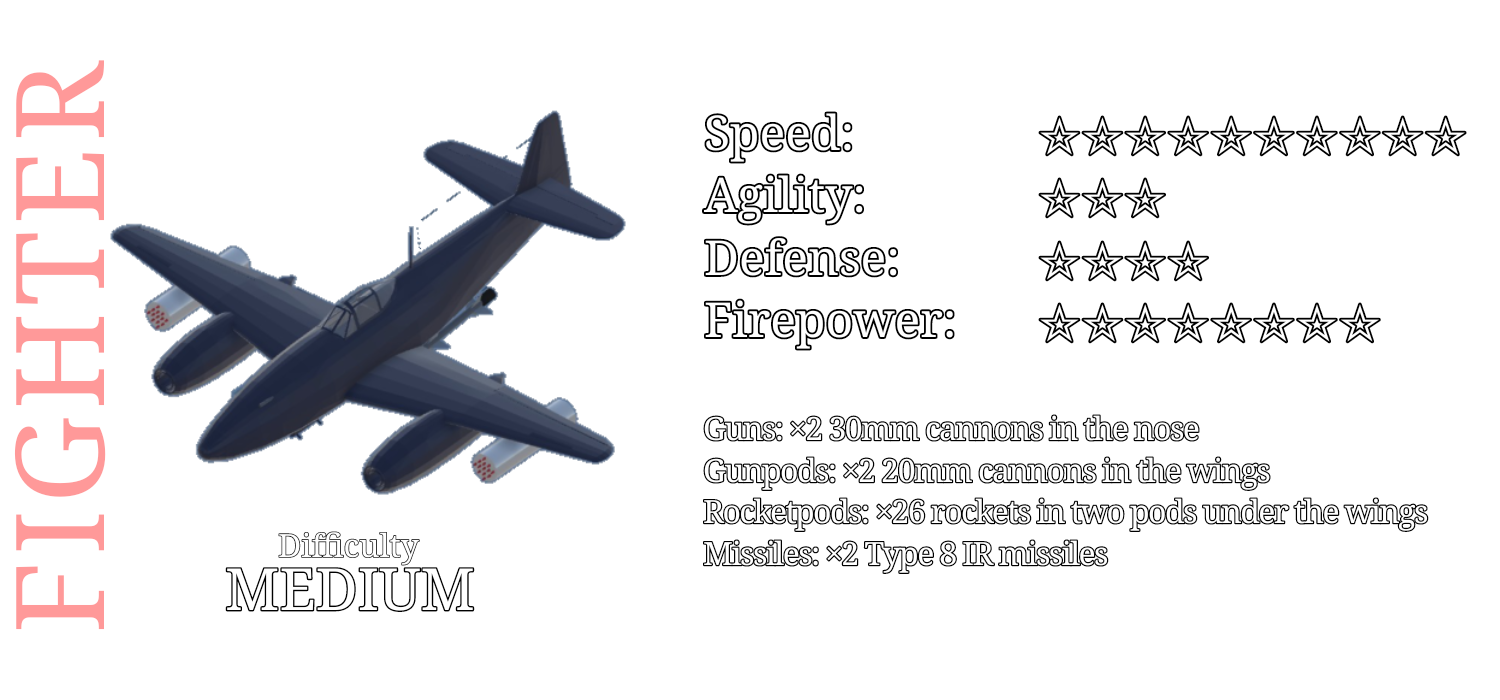 FIGHTER
Difficulty
MEDIUM
Speed: ☆☆☆☆☆☆☆☆☆☆
Agility: ☆☆☆
Defense: ☆☆☆☆
Firepower: ☆☆☆☆☆☆☆☆
Guns: ×2 30mm cannons in the nose
Gunpods: ×2 20mm cannons in the wings
Rocketpods: ×26 rockets in two pods under the wings
Missiles: ×2 Type 8 IR missiles